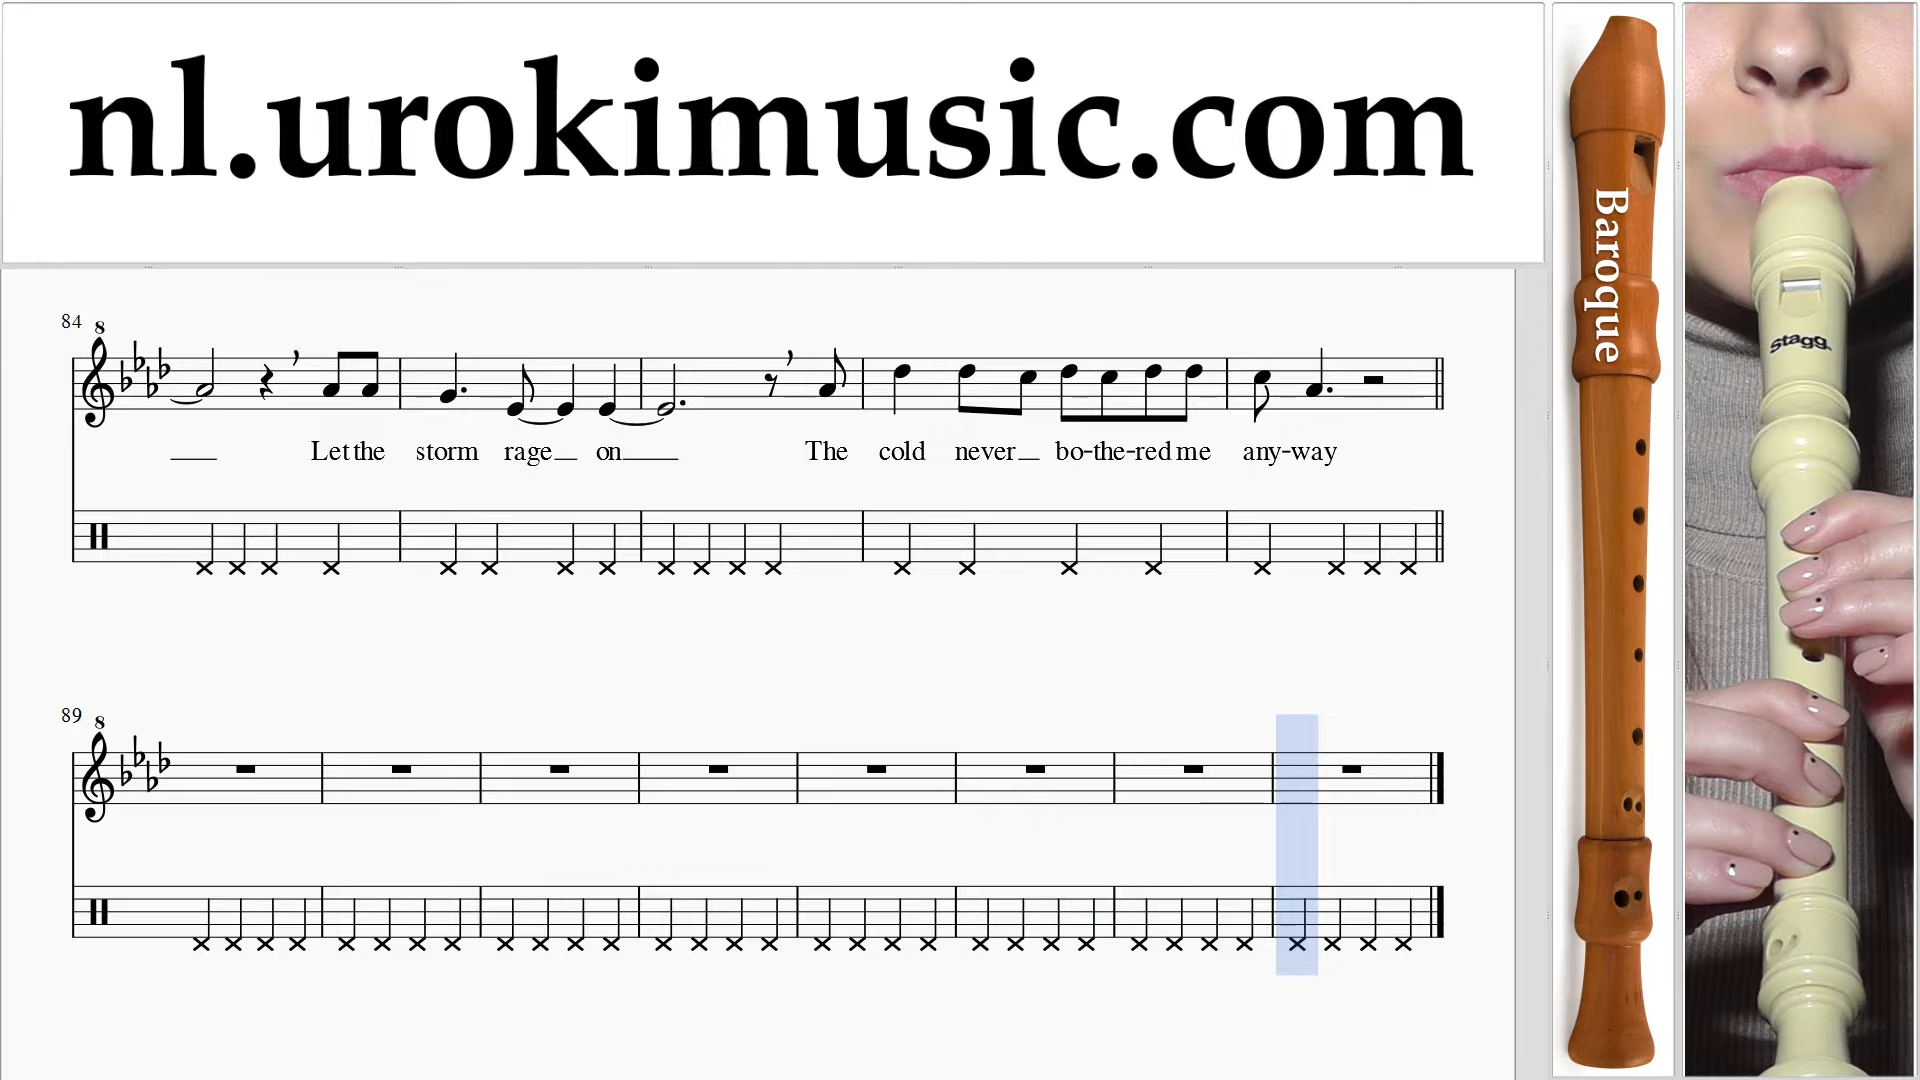 nl.urokimusic.com
84
8
Let the storm rage on The cold never bo-the-red me any-way
89
8
Baroque
Stagg